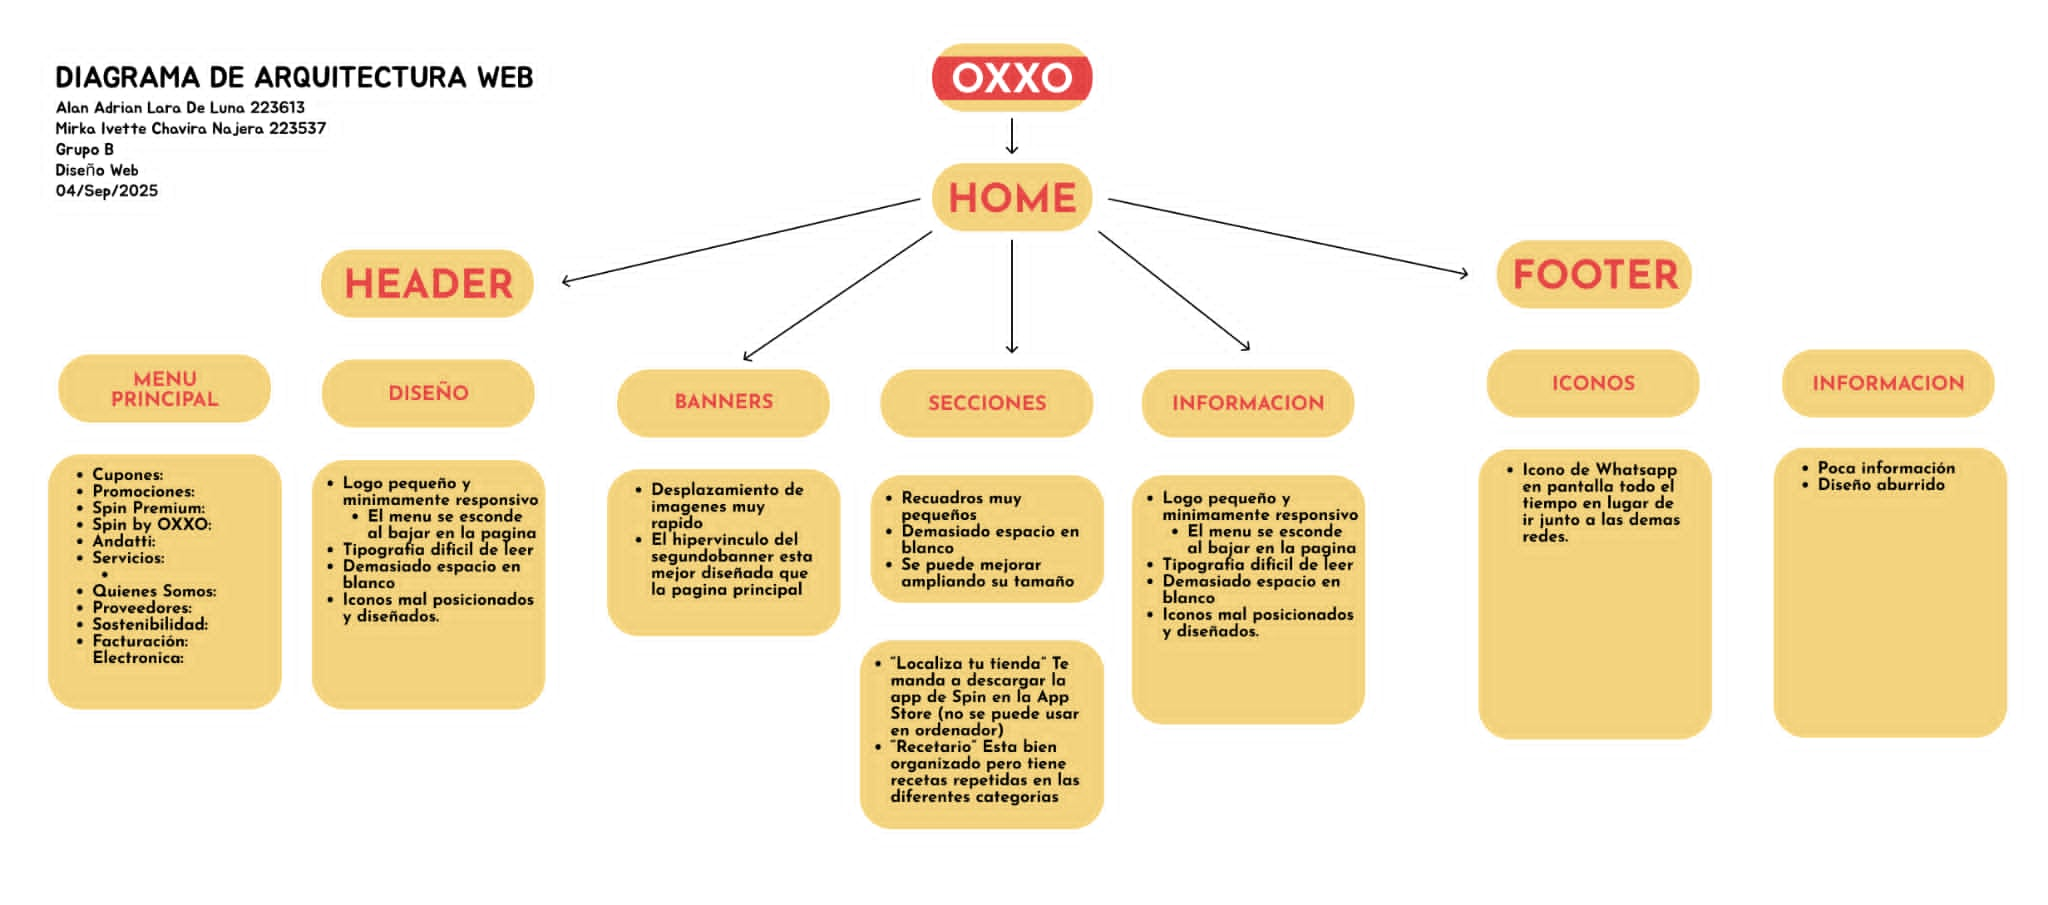 DIAGRAMA DE ARQUITECTURA WEB
Alan Adrian Lara De Luna 223613
Mirka Ivette Chavira Najera 223537
Grupo B
Diseño Web
04/Sep/2025
OXXO
HOME
HEADER
FOOTER
MENU
PRINCIPAL
• Cupones:
• Promociones:
• Spin Premium:
• Spin by OXXO:
• Andatti:
• Servicios:
•
• Quienes Somos:
• Proveedores:
• Sostenibilidad:
• Facturación:
Electronica:
DISEÑO
• Logo pequeño y
minimamente responsivo
• El menu se esconde
al bajar en la pagina
• Tipografia dificil de leer
• Demasiado espacio en
blanco
• Iconos mal posicionados
y diseñados.
BANNERS
• Desplazamiento de
imagenes muy
rapido
• El hipervinculo del
segundobanner esta
mejor diseñada que
la pagina principal
SECCIONES
• Recuadros muy
pequeños
• Demasiado espacio en
blanco
• Se puede mejorar
ampliando su tamaño
• "Localiza tu tienda" Te
manda a descargar la
app de Spin en la App
Store (no se puede usar
en ordenador)
• "Recetario" Esta bien
organizado pero tiene
recetas repetidas en las
diferentes categorias
INFORMACION
• Logo pequeño y
minimamente responsivo
• El menu se esconde
al bajar en la pagina
• Tipografia dificil de leer
• Demasiado espacio en
blanco
• Iconos mal posicionados
y diseñados.
ICONOS
• Icono de Whatsapp
en pantalla todo el
tiempo en lugar de
ir junto a las demas
redes.
INFORMACION
• Poca información
• Diseño aburrido